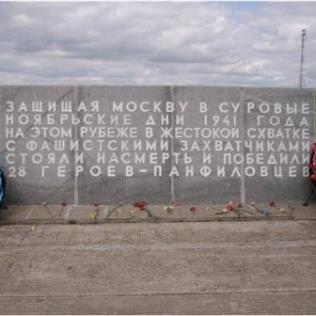 ЗАЩИЩАЯ МОСКВУ В СУРОВЫЕ
НОЯБРЬСКИЕ ДНИ 1941 ГОДА
НА ЭТОМ РУБЕЖЕ В ЖЕСТОКОЙ СХВАТКЕ
С ФАШИСТСКИМИ ЗАХВАТЧИКАМИ
СТОЯЛИ НАСМЕРТЬ И ПОБЕДИЛИ
28 ГЕРОЕВ-ПАНФИЛОВЦЕВ